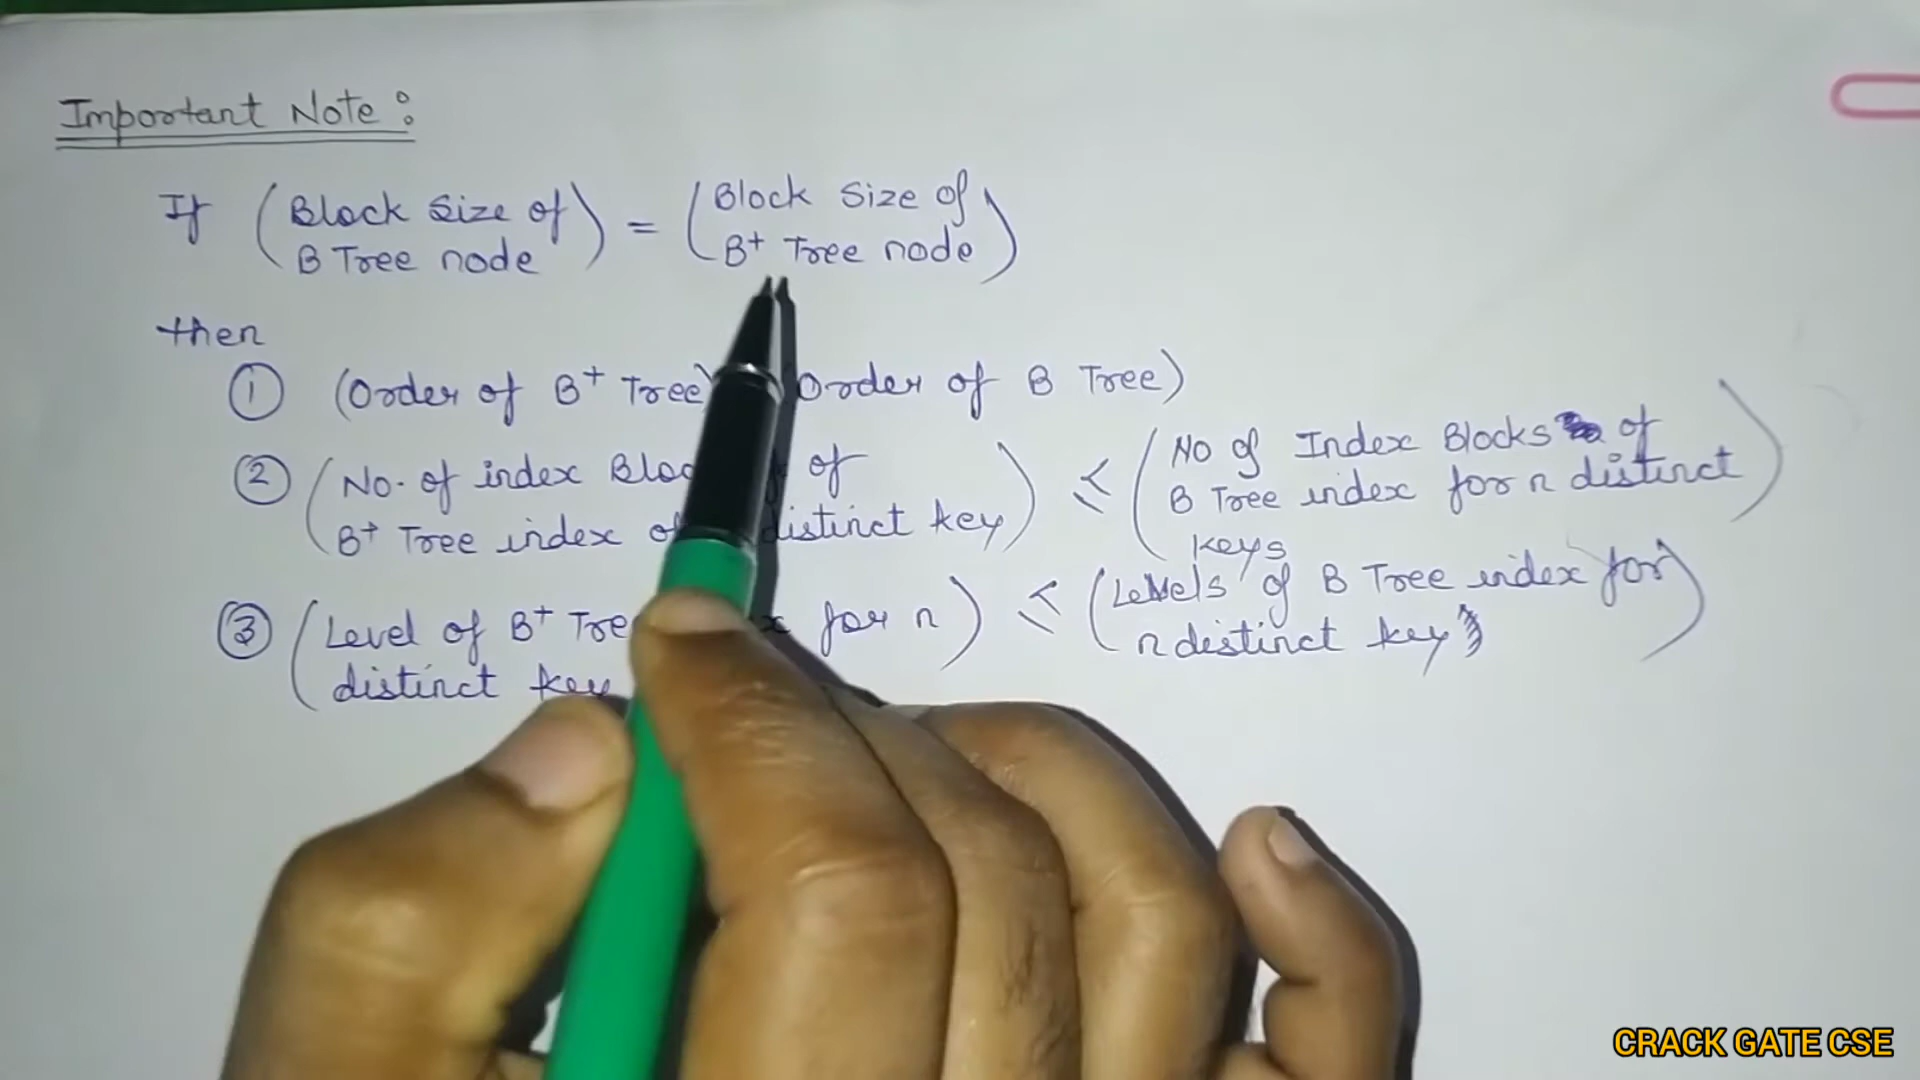 Important Note :
If (Block Size of B Tree node) = (Block Size of B+ Tree node)
then
① (Order of B+ Tree) Order of B Tree)
② (No. of index of B+ Tree index distinct key) ≤ (No of Index Blocks of B Tree index for n distinct keys)
③ (Level of B+ for n distinct key ) ≤ (Levels of B Tree index for n distinct key)
CRACK GATE CSE